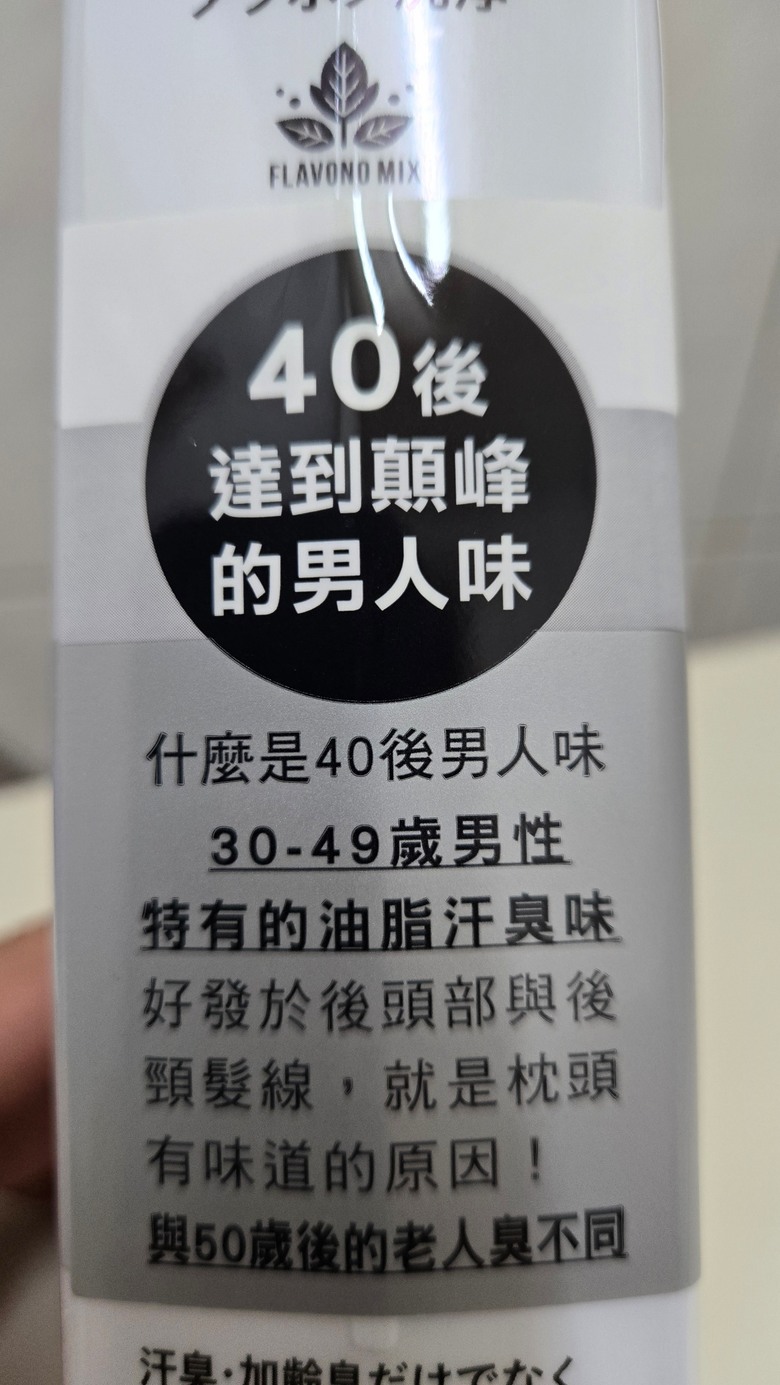 FLAVONO MIX
40後
達到顛峰
的男人味
什麼是40後男人味
30-49歲男性
特有的油脂汗臭味
好發於後頭部與後
頸髮線，就是枕頭
有味道的原因！
與50歲後的老人臭不同
汗臭・加齢臭だけでなく